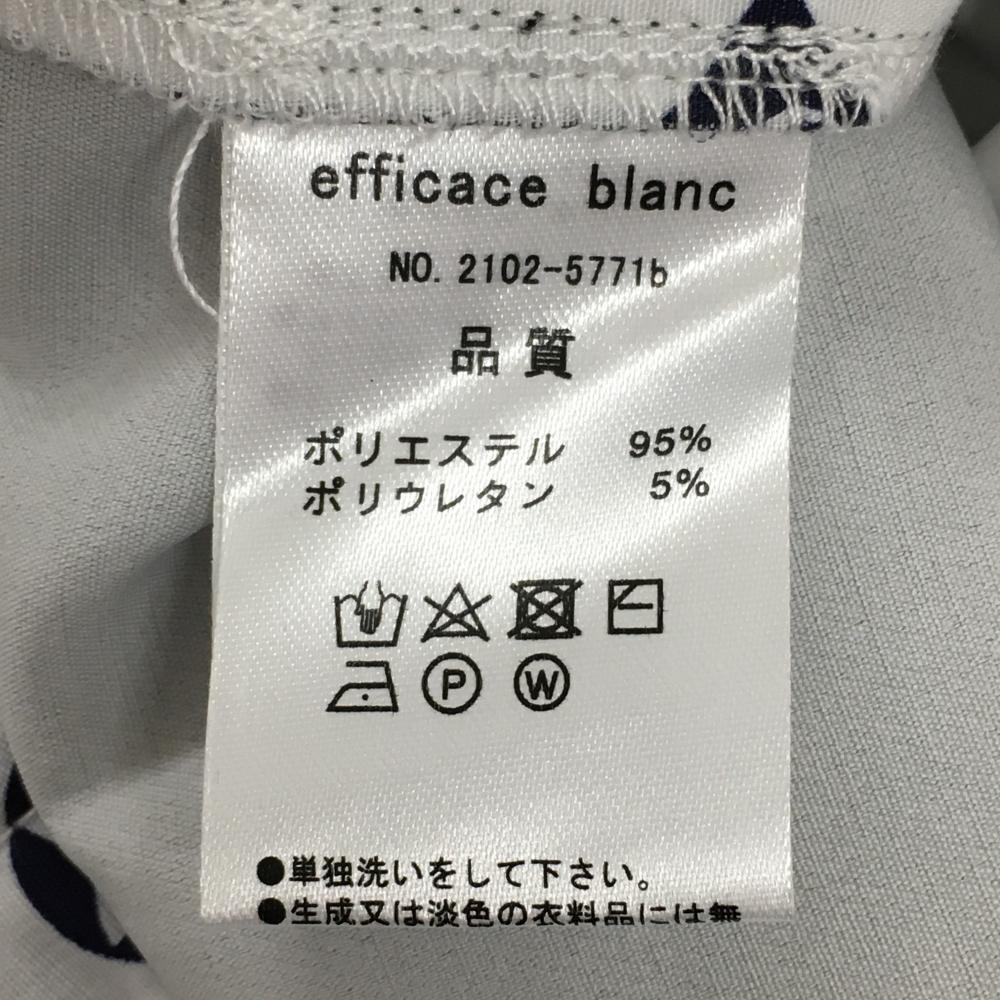 efficace blanc
NO. 2102-5771b
品質
ポリエステル 95%
ポリウレタン 5%
P W
●単独洗いをして下さい。
●生成又は淡色の衣料品には無